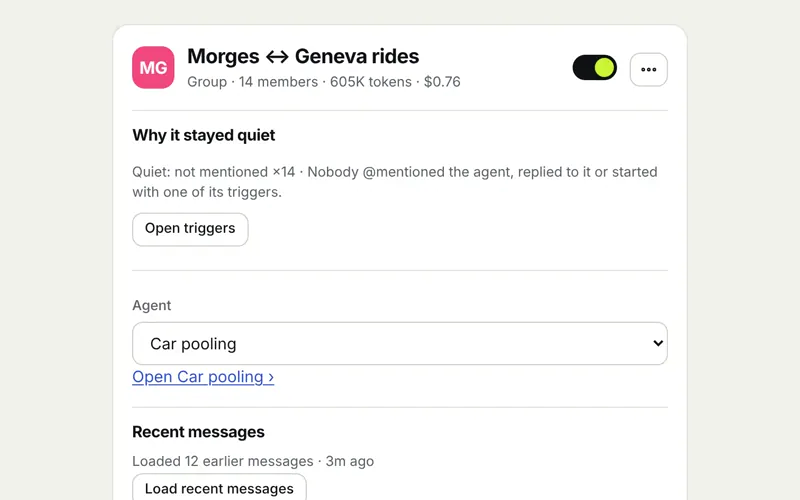 MG
Morges ↔ Geneva rides
Group · 14 members · 605K tokens · $0.76
Why it stayed quiet
Quiet: not mentioned ×14 · Nobody @mentioned the agent, replied to it or started
with one of its triggers.
Open triggers
Agent
Car pooling
Open Car pooling ›
Recent messages
Loaded 12 earlier messages · 3m ago
Load recent messages